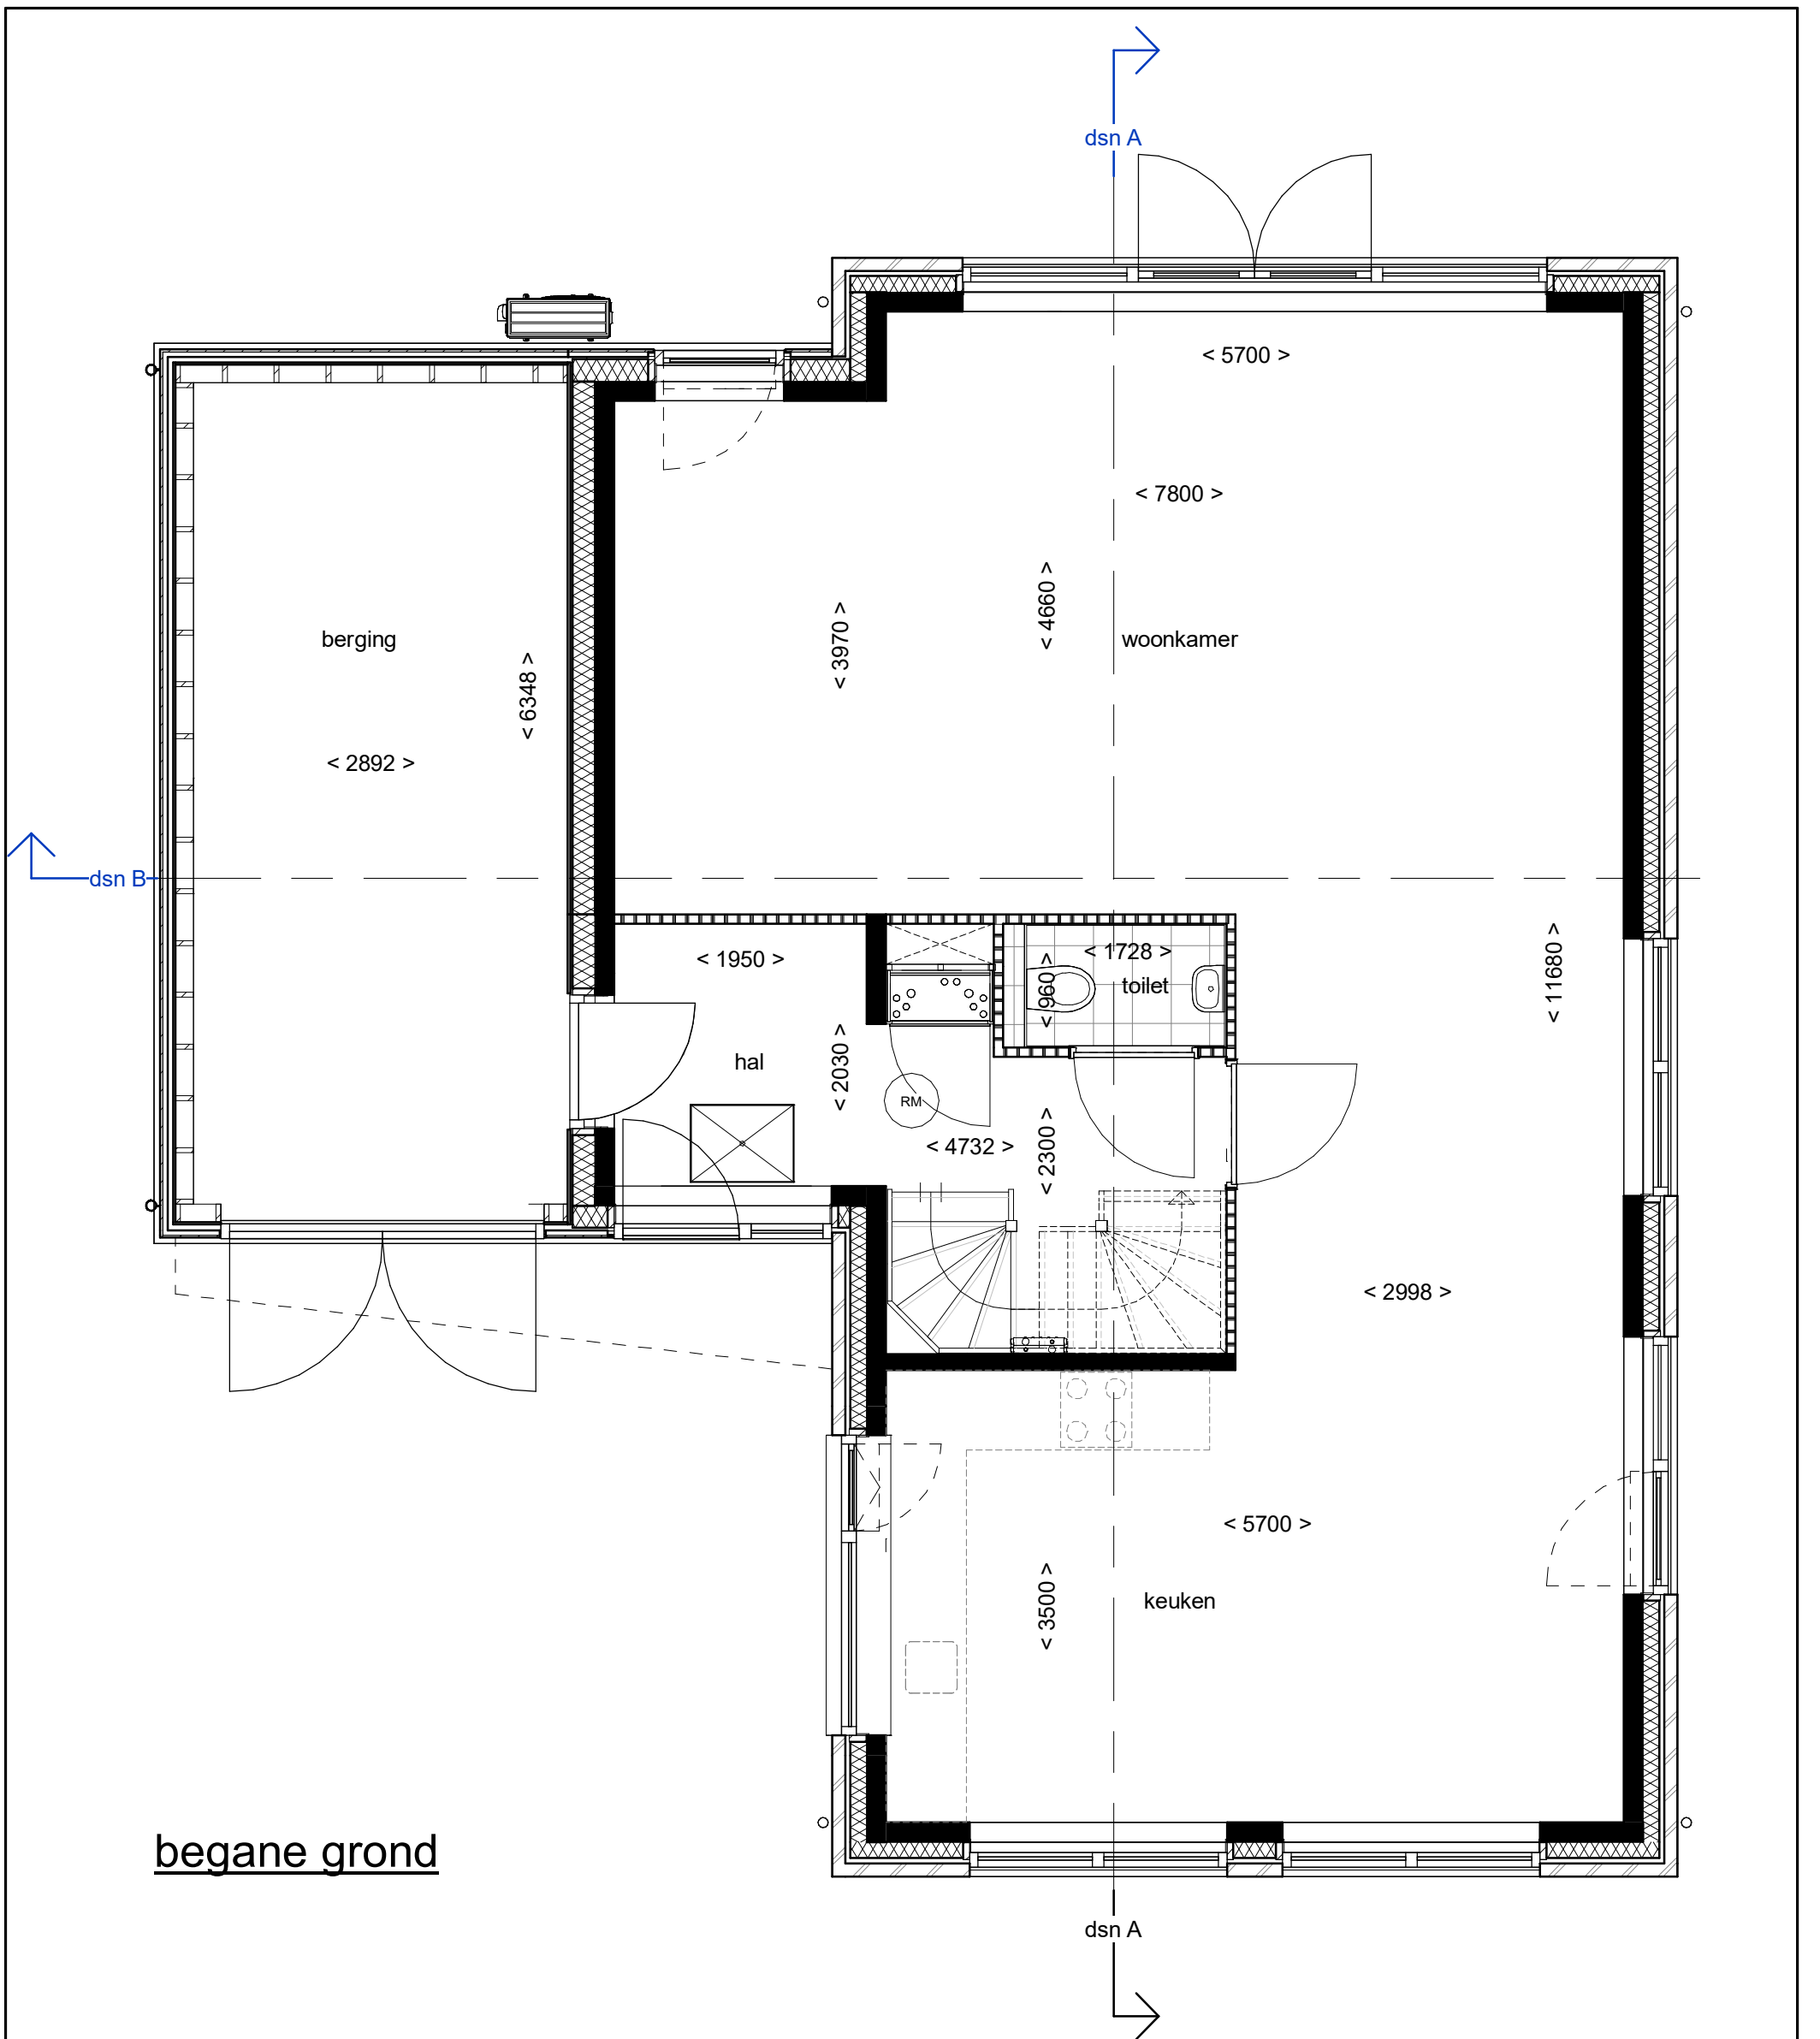 dsn A
< 5700 >
< 7800 >
< 4660 >
< 3970 >
berging
woonkamer
< 6348 >
< 2892 >
dsn B
< 1950 >
< 1728 >
< 960 >
toilet
< 11680 >
hal
< 2030 >
RM
< 4732 >
< 2300 >
< 2998 >
< 5700 >
< 3500 >
keuken
begane grond
dsn A